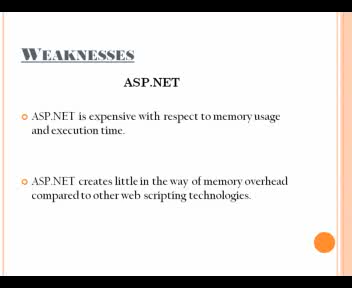 WEAKNESSES
ASP.NET
ASP.NET is expensive with respect to memory usage
and execution time.
ASP.NET creates little in the way of memory overhead
compared to other web scripting technologies.